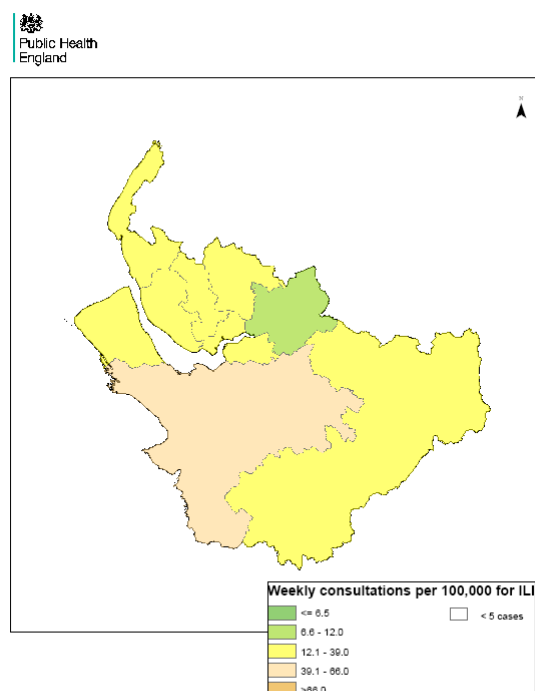 Public Health
England
N
Weekly consultations per 100,000 for ILI
<= 6.5
< 5 cases
6.6 - 12.0
12.1 - 39.0
39.1 - 66.0
>66.0